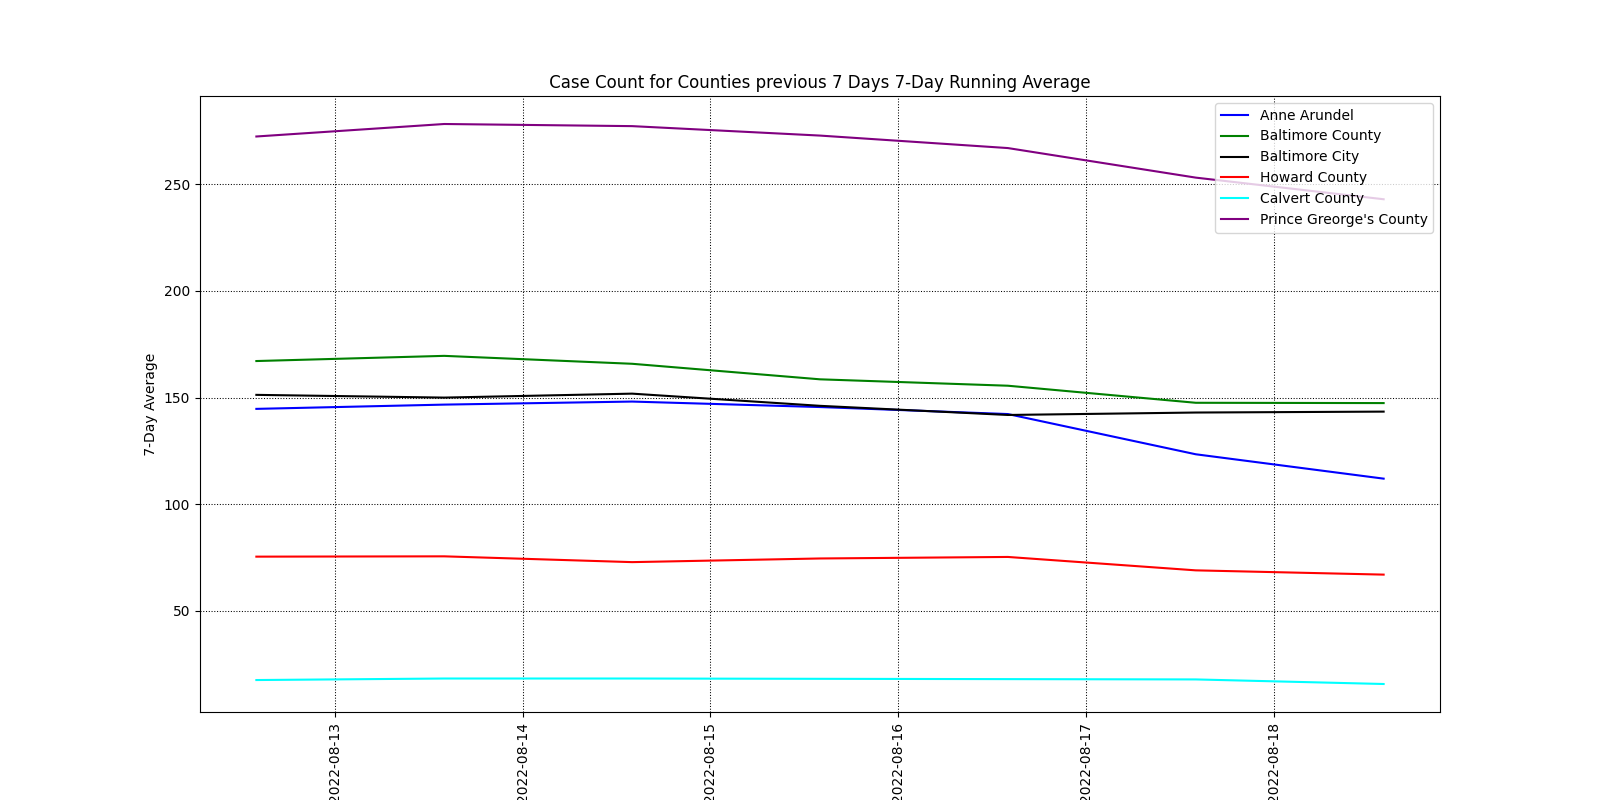 Case Count for Counties previous 7 Days 7-Day Running Average
Anne Arundel
Baltimore County
Baltimore City
Howard County
Calvert County
Prince Greorge's County
250
200
150
100
50
7-Day Average
2022-08-13
2022-08-14
2022-08-15
2022-08-16
2022-08-17
2022-08-18